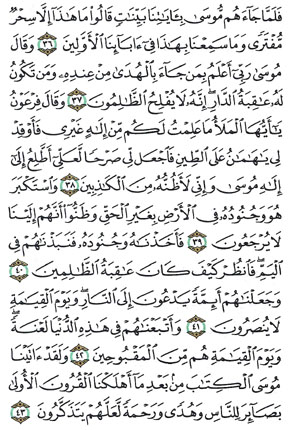 فَلَمَّا جَآءَهُم مُّوسَىٰ بِـَٔايَٰتِنَا بَيِّنَٰتٍ قَالُوا۟ مَا هَٰذَآ إِلَّا سِحْرٌ
مُّفْتَرًى وَمَا سَمِعْنَا بِهَٰذَا فِىٓ ءَابَآئِنَا ٱلْأَوَّلِينَ ٣٦ وَقَالَ
مُوسَىٰ رَبِّىٓ أَعْلَمُ بِمَن جَآءَ بِٱلْهُدَىٰ مِنْ عِندِهِۦ وَمَن تَكُونُ
لَهُۥ عَٰقِبَةُ ٱلدَّارِ ۖ إِنَّهُۥ لَا يُفْلِحُ ٱلظَّٰلِمُونَ ٣٧ وَقَالَ فِرْعَوْنُ
يَٰٓأَيُّهَا ٱلْمَلَأُ مَا عَلِمْتُ لَكُم مِّنْ إِلَٰهٍ غَيْرِى فَأَوْقِدْ
لِى يَٰهَٰمَٰنُ عَلَى ٱلطِّينِ فَٱجْعَل لِّى صَرْحًا لَّعَلِّىٓ أَطَّلِعُ إِلَىٰٓ
إِلَٰهِ مُوسَىٰ وَإِنِّى لَأَظُنُّهُۥ مِنَ ٱلْكَٰذِبِينَ ٣٨ وَٱسْتَكْبَرَ
هُوَ وَجُنُودُهُۥ فِى ٱلْأَرْضِ بِغَيْرِ ٱلْحَقِّ وَظَنُّوٓا۟ أَنَّهُمْ إِلَيْنَا
لَا يُرْجَعُونَ ٣٩ فَأَخَذْنَٰهُ وَجُنُودَهُۥ فَنَبَذْنَٰهُمْ فِى
ٱلْيَمِّ ۖ فَٱنظُرْ كَيْفَ كَانَ عَٰقِبَةُ ٱلظَّٰلِمِينَ ٤٠
وَجَعَلْنَٰهُمْ أَئِمَّةً يَدْعُونَ إِلَى ٱلنَّارِ ۖ وَيَوْمَ ٱلْقِيَٰمَةِ
لَا يُنصَرُونَ ٤١ وَأَتْبَعْنَٰهُمْ فِى هَٰذِهِ ٱلدُّنْيَا لَعْنَةً ۖ
وَيَوْمَ ٱلْقِيَٰمَةِ هُم مِّنَ ٱلْمَقْبُوحِينَ ٤٢ وَلَقَدْ ءَاتَيْنَا
مُوسَى ٱلْكِتَٰبَ مِنۢ بَعْدِ مَآ أَهْلَكْنَا ٱلْقُرُونَ ٱلْأُولَىٰ
بَصَآئِرَ لِلنَّاسِ وَهُدًى وَرَحْمَةً لَّعَلَّهُمْ يَتَذَكَّرُونَ ٤٣